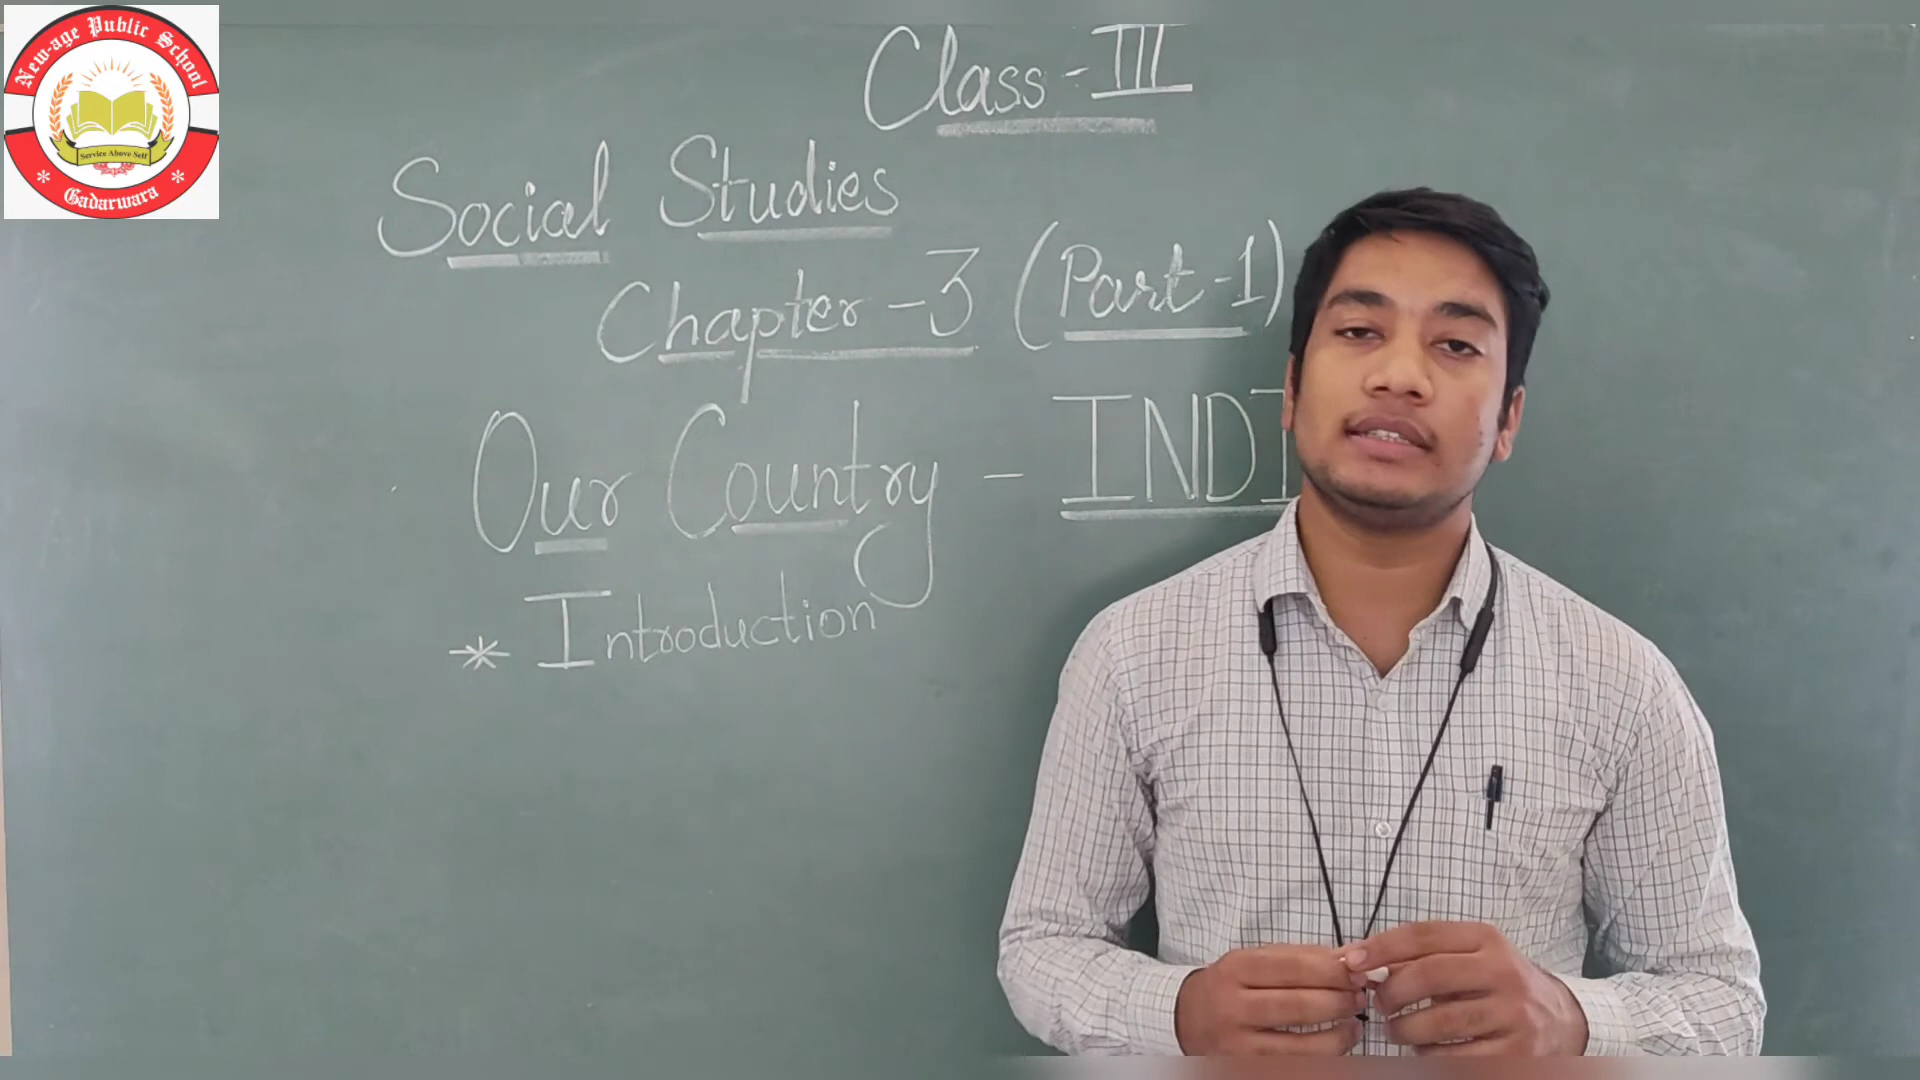 New-age Public School
Service Above Self
Gadarwara
Class - III
Social Studies
Chapter - 3 (Part - 1)
Our Country - INDI
* Introduction